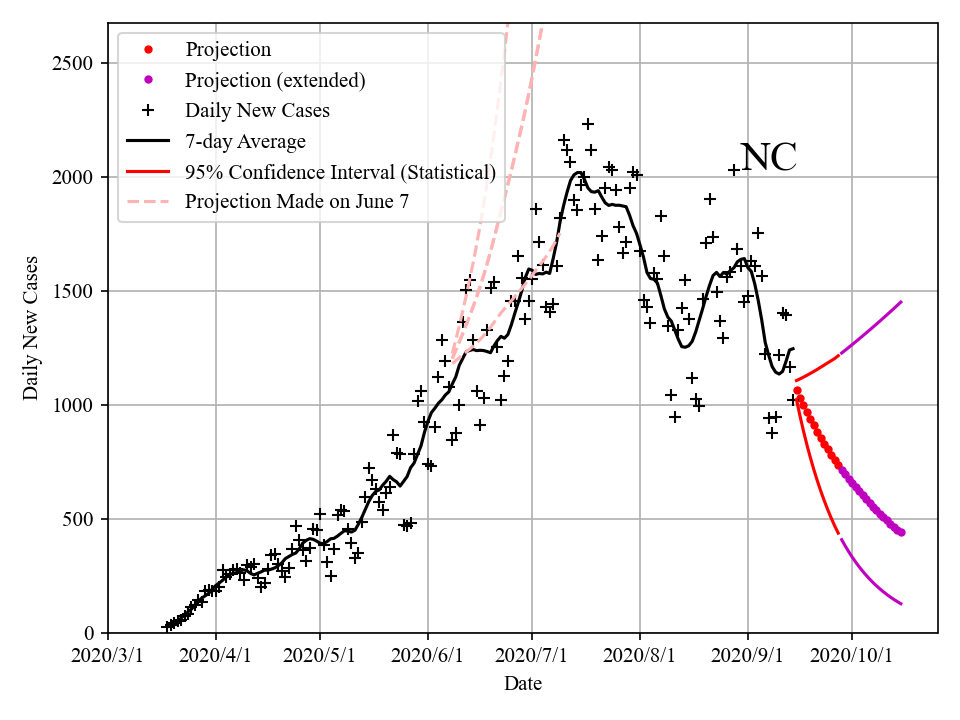 Projection
Projection (extended)
Daily New Cases
7-day Average
95% Confidence Interval (Statistical)
Projection Made on June 7
NC
2500
2000
1500
1000
500
0
Daily New Cases
2020/3/1 2020/4/1 2020/5/1 2020/6/1 2020/7/1 2020/8/1 2020/9/1 2020/10/1
Date